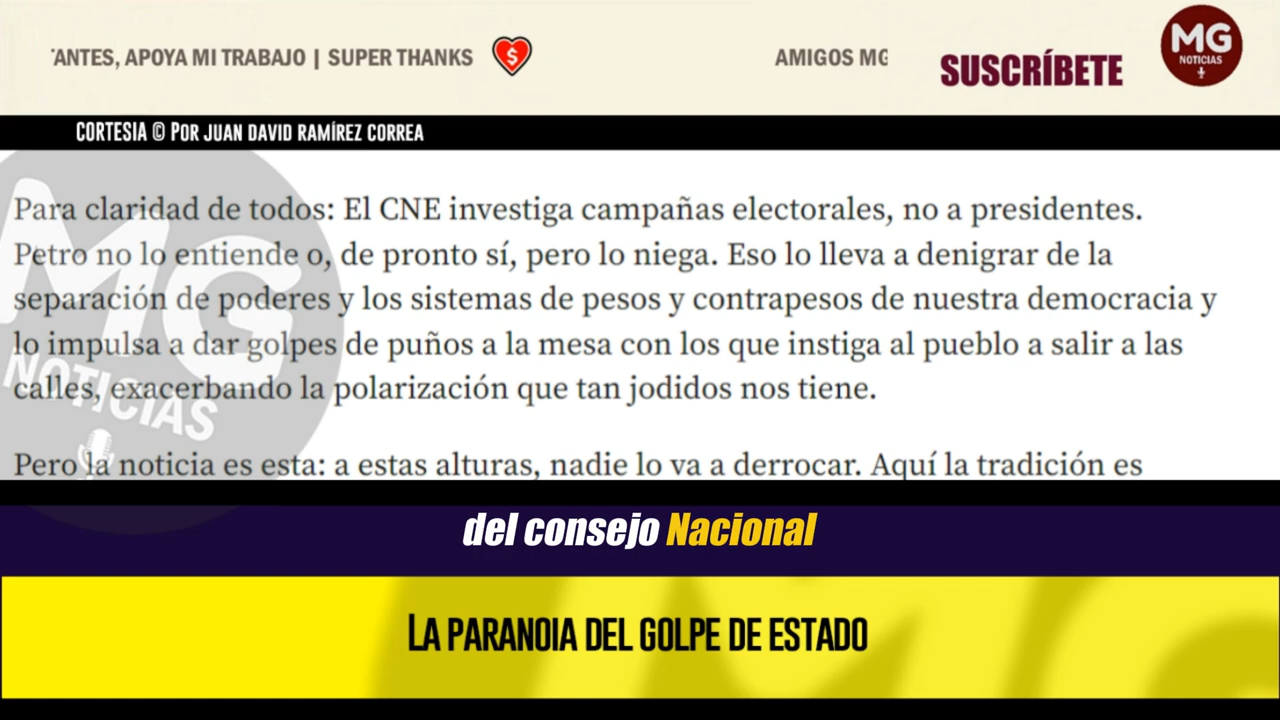 'ANTES, APOYA MI TRABAJO | SUPER THANKS
AMIGOS MG
SUSCRÍBETE
MG
NOTICIAS
CORTESIA © POR JUAN DAVID RAMÍREZ CORREA
Para claridad de todos: El CNE investiga campañas electorales, no a presidentes.
Petro no lo entiende o, de pronto sí, pero lo niega. Eso lo lleva a denigrar de la
separación de poderes y los sistemas de pesos y contrapesos de nuestra democracia y
lo impulsa a dar golpes de puños a la mesa con los que instiga al pueblo a salir a las
calles, exacerbando la polarización que tan jodidos nos tiene.
Pero la noticia es esta: a estas alturas, nadie lo va a derrocar. Aquí la tradición es
MG
NOTICIAS
del consejo Nacional
LA PARANOIA DEL GOLPE DE ESTADO